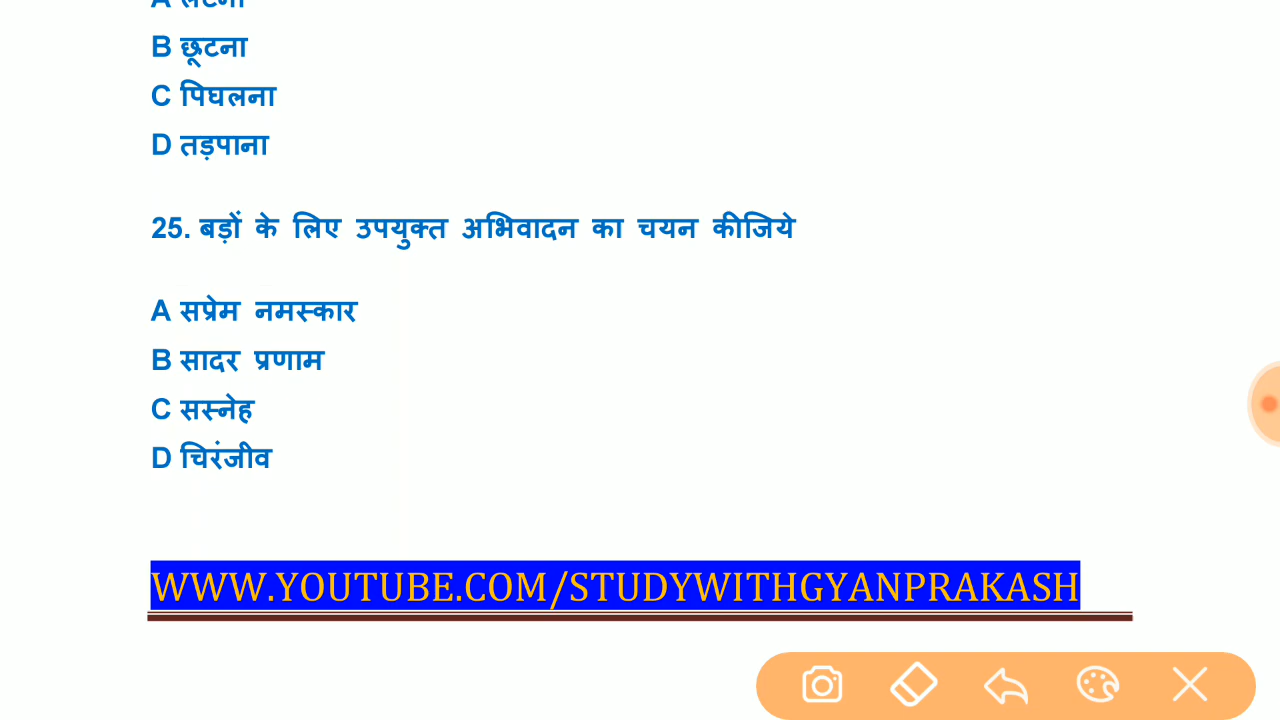 B छूटना
C पिघलना
D तड़पाना
25. बड़ों के लिए उपयुक्त अभिवादन का चयन कीजिये
A सप्रेम नमस्कार
B सादर प्रणाम
C सस्नेह
D चिरंजीव
WWW.YOUTUBE.COM/STUDYWITHGYANPRAKASH